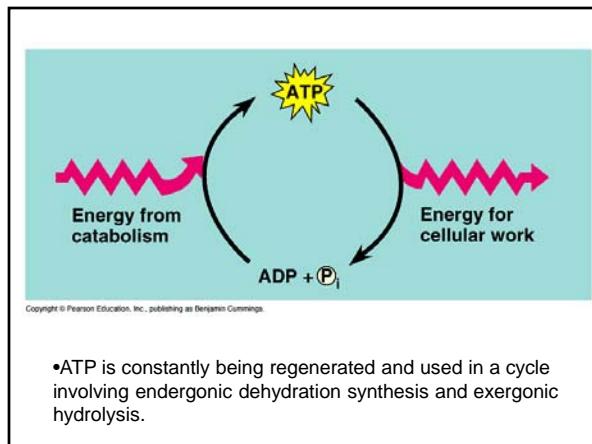 ATP
Energy from
catabolism
Energy for
cellular work
ADP + Pi
Copyright © Pearson Education, Inc., publishing as Benjamin Cummings.
•ATP is constantly being regenerated and used in a cycle
involving endergonic dehydration synthesis and exergonic
hydrolysis.